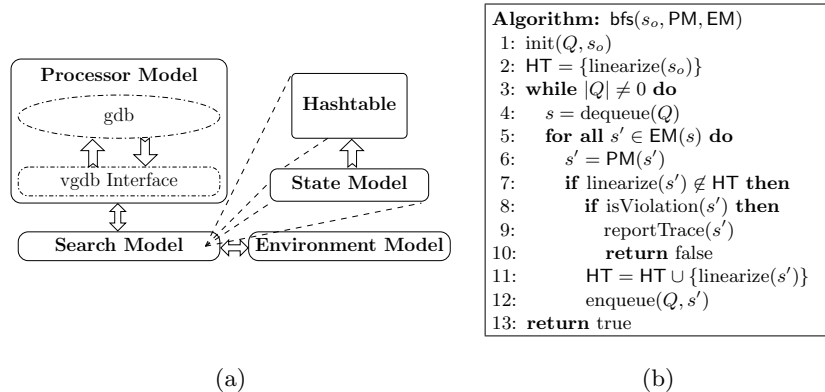 Processor Model
gdb
vgdb Interface
Hashtable
State Model
Search Model
Environment Model
(a)
Algorithm: bfs(sₒ, PM, EM)
1: init(Q, sₒ)
2: HT = {linearize(sₒ)}
3: while |Q| ≠ 0 do
4: s = dequeue(Q)
5: for all s′ ∈ EM(s) do
6: s′ = PM(s′)
7: if linearize(s′) ∉ HT then
8: if isViolation(s′) then
9: reportTrace(s′)
10: return false
11: HT = HT ∪ {linearize(s′)}
12: enqueue(Q, s′)
13: return true
(b)